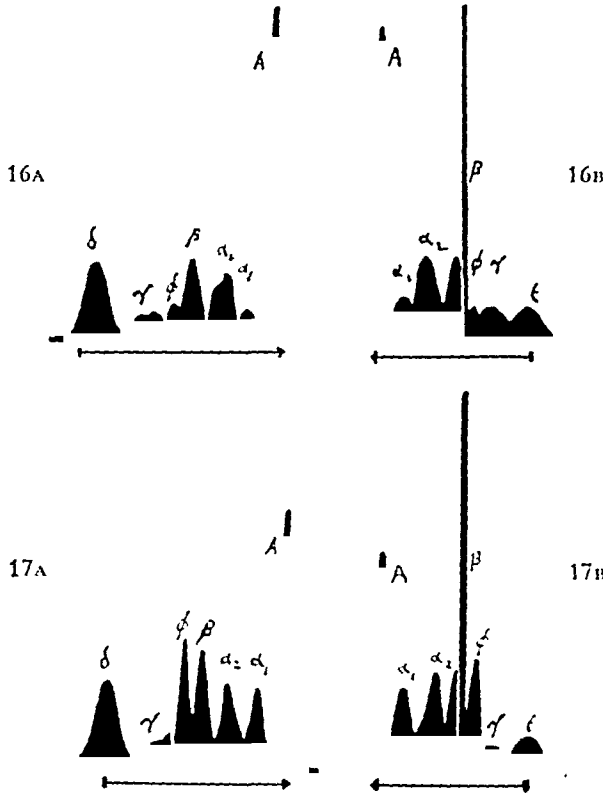 A A
16A β 16B
δ β α₂ α₁ γ ϕ
α₁ α₂ ϕ γ ε
A A
17A β 17B
δ γ ϕ β α₂ α₁
α₁ α₂ ϕ γ ε